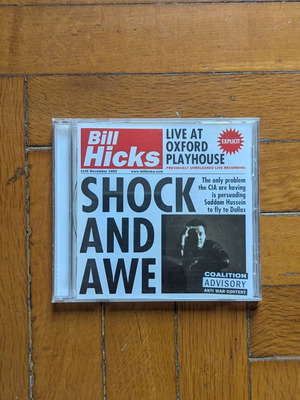 Bill
Hicks
11th November 1992 www.billhicks.com
LIVE AT
OXFORD
PLAYHOUSE
EXPLICIT
PREVIOUSLY UNRELEASED LIVE RECORDING
SHOCK
AND
AWE
The only problem
the CIA are having
is persuading
Saddam Hussein
to fly to Dallas
COALITION
ADVISORY
ANTI WAR CONTENT